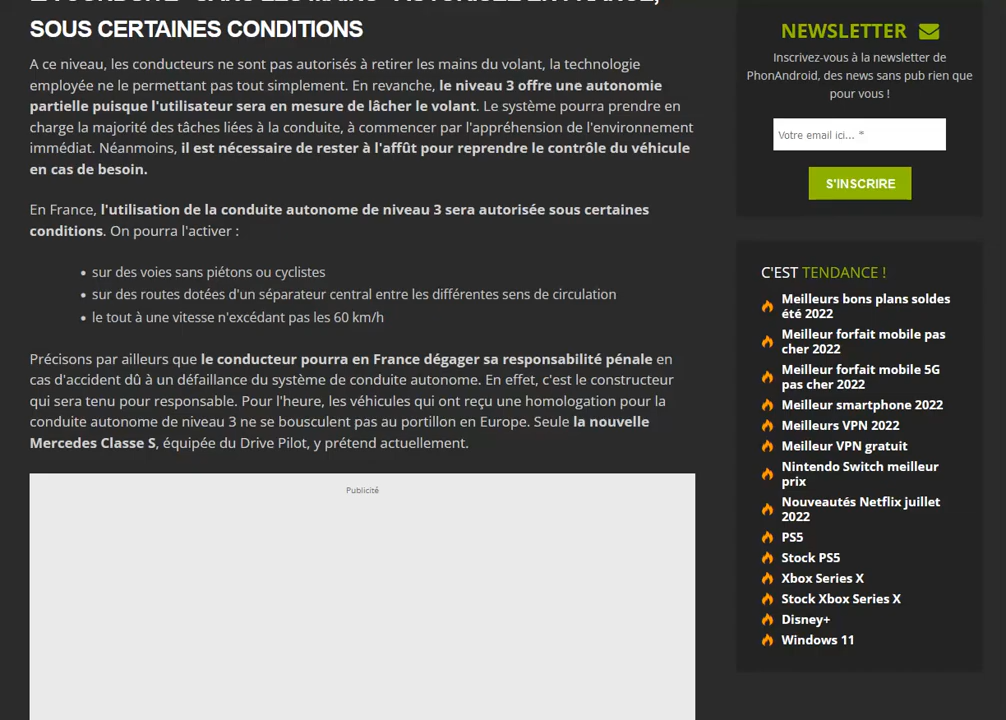 SOUS CERTAINES CONDITIONS
A ce niveau, les conducteurs ne sont pas autorisés à retirer les mains du volant, la technologie
employée ne le permettant pas tout simplement. En revanche, le niveau 3 offre une autonomie
partielle puisque l'utilisateur sera en mesure de lâcher le volant. Le système pourra prendre en
charge la majorité des tâches liées à la conduite, à commencer par l'appréhension de l'environnement
immédiat. Néanmoins, il est nécessaire de rester à l'affût pour reprendre le contrôle du véhicule
en cas de besoin.
En France, l'utilisation de la conduite autonome de niveau 3 sera autorisée sous certaines
conditions. On pourra l'activer :
sur des voies sans piétons ou cyclistes
sur des routes dotées d'un séparateur central entre les différentes sens de circulation
le tout à une vitesse n'excédant pas les 60 km/h
Précisons par ailleurs que le conducteur pourra en France dégager sa responsabilité pénale en
cas d'accident dû à un défaillance du système de conduite autonome. En effet, c'est le constructeur
qui sera tenu pour responsable. Pour l'heure, les véhicules qui ont reçu une homologation pour la
conduite autonome de niveau 3 ne se bousculent pas au portillon en Europe. Seule la nouvelle
Mercedes Classe S, équipée du Drive Pilot, y prétend actuellement.
Publicité
NEWSLETTER
Inscrivez-vous à la newsletter de
PhonAndroid, des news sans pub rien que
pour vous !
Votre email ici... *
S'INSCRIRE
C'EST TENDANCE !
Meilleurs bons plans soldes
été 2022
Meilleur forfait mobile pas
cher 2022
Meilleur forfait mobile 5G
pas cher 2022
Meilleur smartphone 2022
Meilleurs VPN 2022
Meilleur VPN gratuit
Nintendo Switch meilleur
prix
Nouveautés Netflix juillet
2022
PS5
Stock PS5
Xbox Series X
Stock Xbox Series X
Disney+
Windows 11